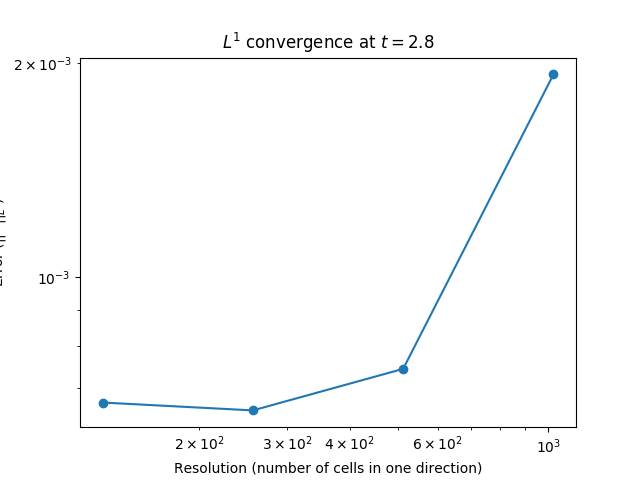 L¹ convergence at t = 2.8
2 × 10⁻³
10⁻³
2 × 10² 3 × 10² 4 × 10² 6 × 10² 10³
Resolution (number of cells in one direction)